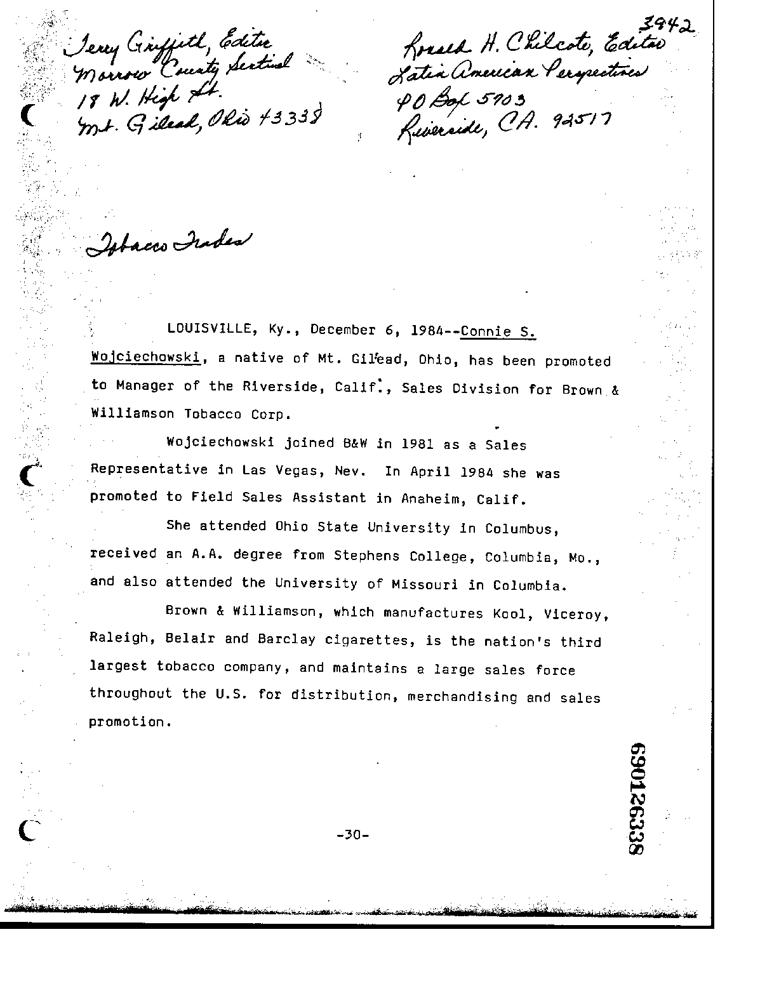 3942
Jerry Griffith, Editor
Morrow County Sentinel
18 W. High St.
Mt. Gilead, Ohio 43338
Ronald H. Chilcote, Editor
Latin American Perspectives
PO Box 5703
Riverside, CA. 92517
Tobacco Trades
LOUISVILLE, Ky., December 6, 1984--Connie S.
Wojciechowski, a native of Mt. Gilead, Ohio, has been promoted
to Manager of the Riverside, Calif., Sales Division for Brown &
Williamson Tobacco Corp.
Wojciechowski joined B&W in 1981 as a Sales
Representative in Las Vegas, Nev. In April 1984 she was
promoted to Field Sales Assistant in Anaheim, Calif.
She attended Ohio State University in Columbus,
received an A.A. degree from Stephens College, Columbia, Mo.,
and also attended the University of Missouri in Columbia.
Brown & Williamson, which manufactures Kool, Viceroy,
Raleigh, Belair and Barclay cigarettes, is the nation's third
largest tobacco company, and maintains a large sales force
throughout the U.S. for distribution, merchandising and sales
promotion.
-30-
690126338